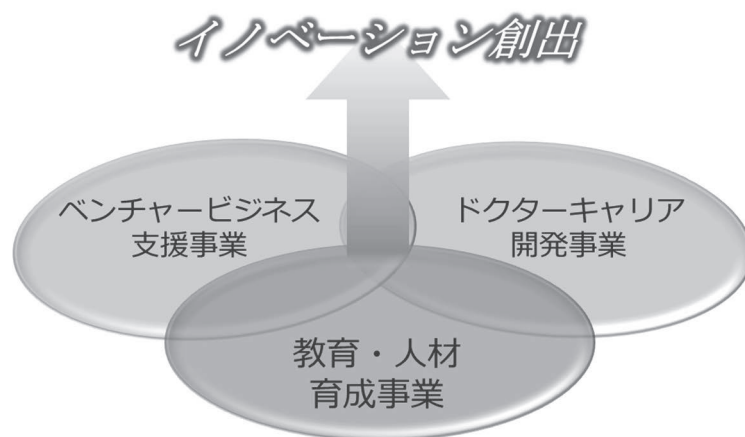 イノベーション創出
ベンチャービジネス
支援事業
ドクターキャリア
開発事業
教育・人材
育成事業